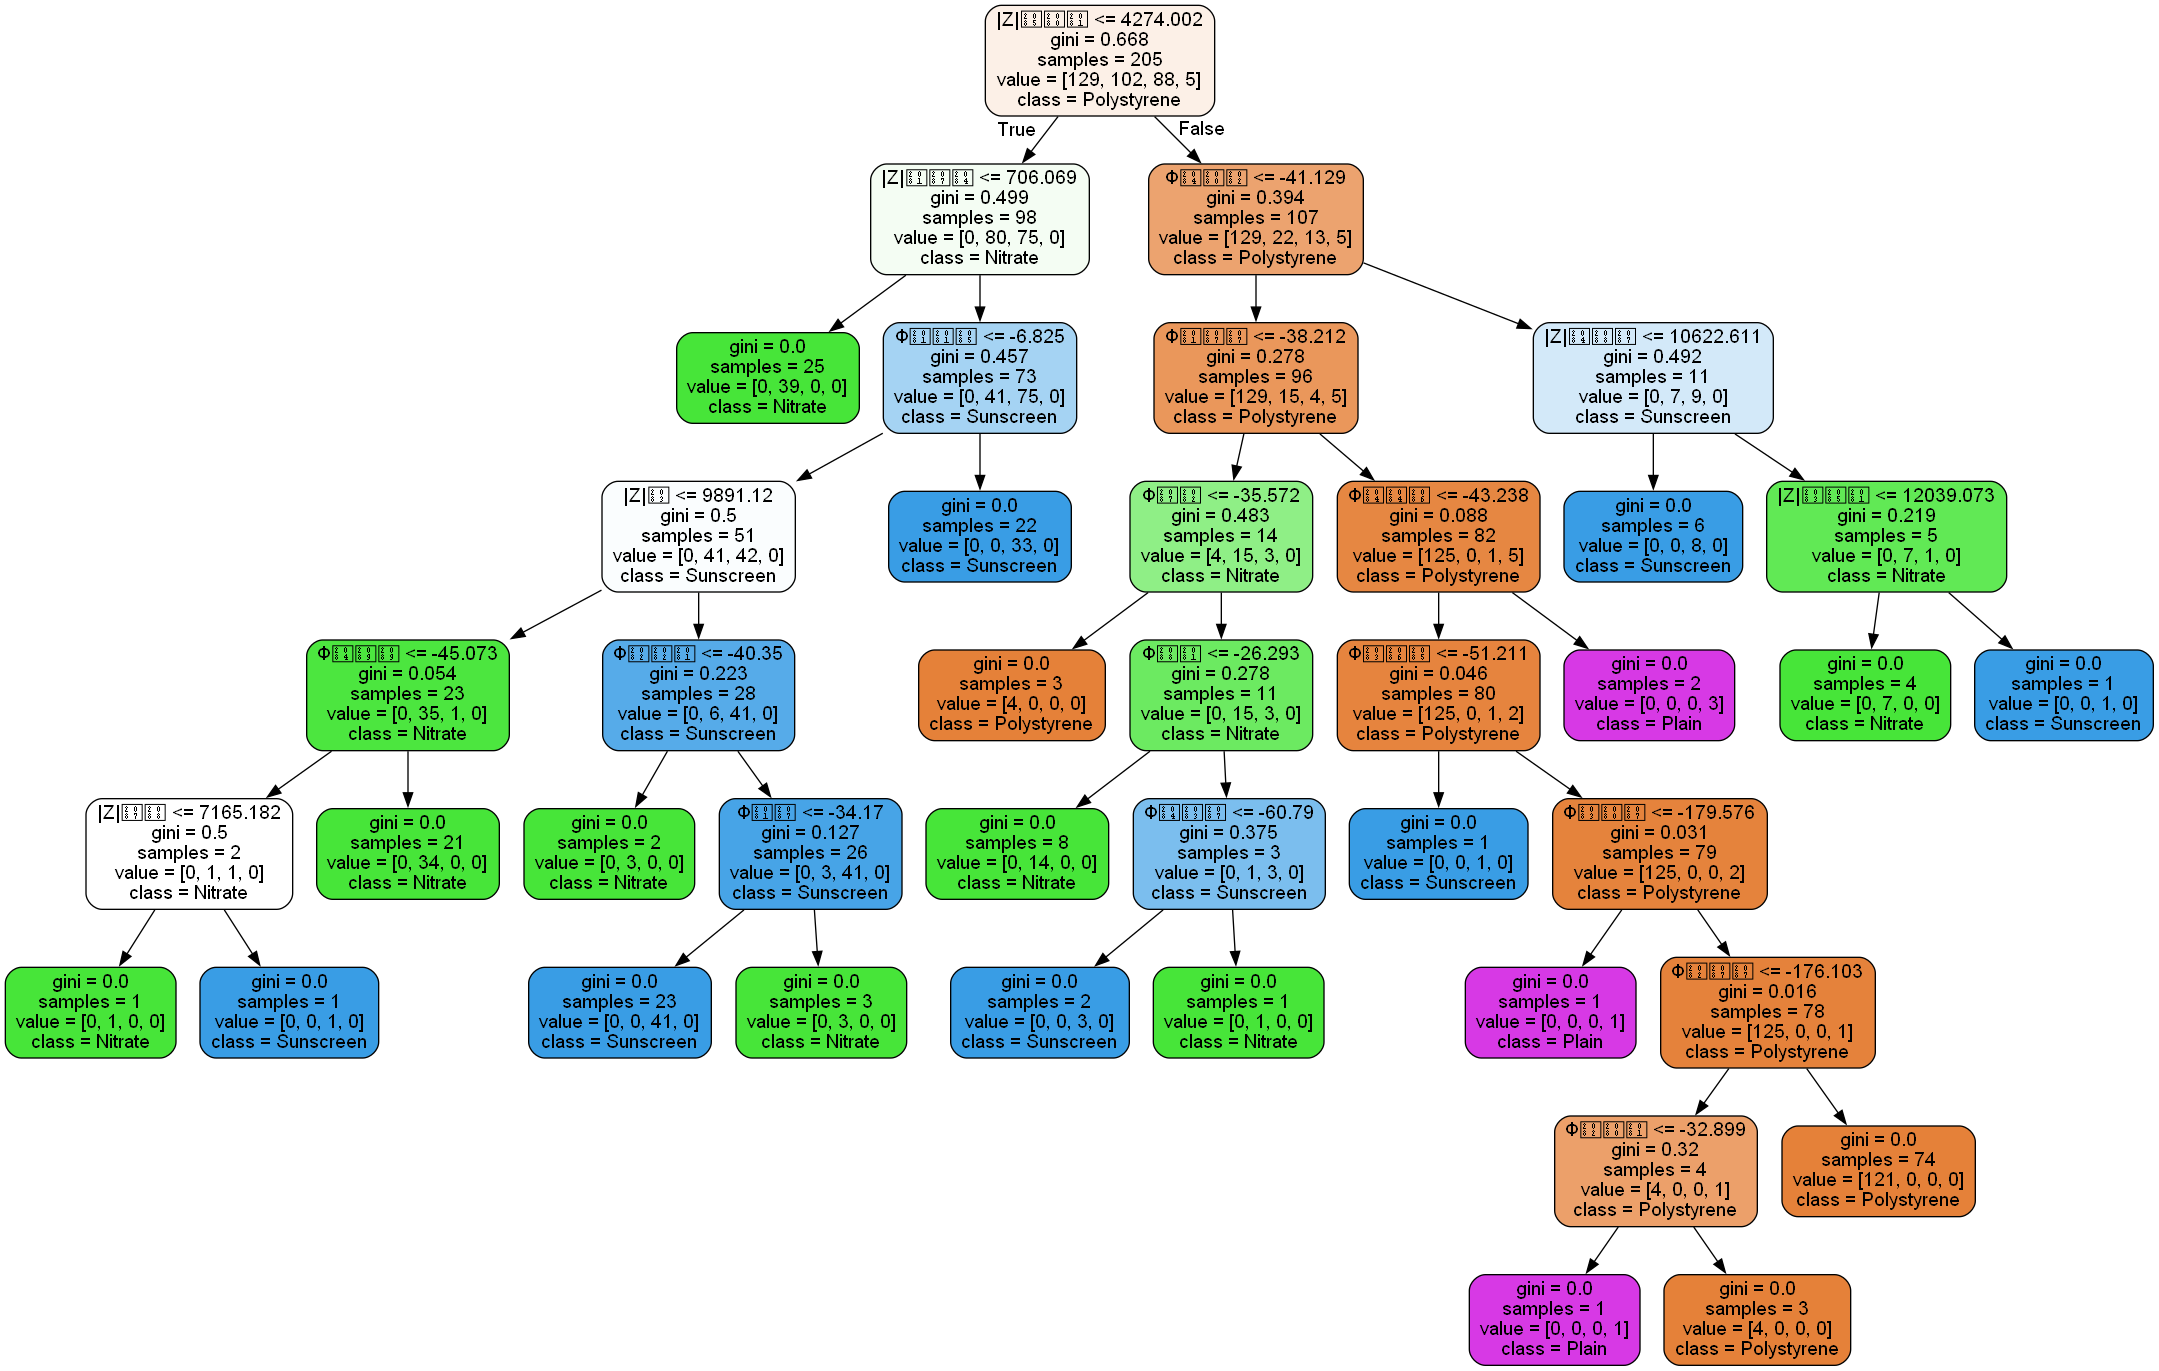 |Z| <= 4274.002
gini = 0.668
samples = 205
value = [129, 102, 88, 5]
class = Polystyrene
True
False
|Z| <= 706.069
gini = 0.499
samples = 98
value = [0, 80, 75, 0]
class = Nitrate
Φ <= -41.129
gini = 0.394
samples = 107
value = [129, 22, 13, 5]
class = Polystyrene
gini = 0.0
samples = 25
value = [0, 39, 0, 0]
class = Nitrate
Φ <= -6.825
gini = 0.457
samples = 73
value = [0, 41, 75, 0]
class = Sunscreen
Φ <= -38.212
gini = 0.278
samples = 96
value = [129, 15, 4, 5]
class = Polystyrene
|Z| <= 10622.611
gini = 0.492
samples = 11
value = [0, 7, 9, 0]
class = Sunscreen
|Z| <= 9891.12
gini = 0.5
samples = 51
value = [0, 41, 42, 0]
class = Sunscreen
gini = 0.0
samples = 22
value = [0, 0, 33, 0]
class = Sunscreen
Φ <= -35.572
gini = 0.483
samples = 14
value = [4, 15, 3, 0]
class = Nitrate
Φ <= -43.238
gini = 0.088
samples = 82
value = [125, 0, 1, 5]
class = Polystyrene
gini = 0.0
samples = 6
value = [0, 0, 8, 0]
class = Sunscreen
|Z| <= 12039.073
gini = 0.219
samples = 5
value = [0, 7, 1, 0]
class = Nitrate
Φ <= -45.073
gini = 0.054
samples = 23
value = [0, 35, 1, 0]
class = Nitrate
Φ <= -40.35
gini = 0.223
samples = 28
value = [0, 6, 41, 0]
class = Sunscreen
gini = 0.0
samples = 3
value = [4, 0, 0, 0]
class = Polystyrene
Φ <= -26.293
gini = 0.278
samples = 11
value = [0, 15, 3, 0]
class = Nitrate
Φ <= -51.211
gini = 0.046
samples = 80
value = [125, 0, 1, 2]
class = Polystyrene
gini = 0.0
samples = 2
value = [0, 0, 0, 3]
class = Plain
gini = 0.0
samples = 4
value = [0, 7, 0, 0]
class = Nitrate
gini = 0.0
samples = 1
value = [0, 0, 1, 0]
class = Sunscreen
|Z| <= 7165.182
gini = 0.5
samples = 2
value = [0, 1, 1, 0]
class = Nitrate
gini = 0.0
samples = 21
value = [0, 34, 0, 0]
class = Nitrate
gini = 0.0
samples = 2
value = [0, 3, 0, 0]
class = Nitrate
Φ <= -34.17
gini = 0.127
samples = 26
value = [0, 3, 41, 0]
class = Sunscreen
gini = 0.0
samples = 8
value = [0, 14, 0, 0]
class = Nitrate
Φ <= -60.79
gini = 0.375
samples = 3
value = [0, 1, 3, 0]
class = Sunscreen
gini = 0.0
samples = 1
value = [0, 0, 1, 0]
class = Sunscreen
Φ <= -179.576
gini = 0.031
samples = 79
value = [125, 0, 0, 2]
class = Polystyrene
gini = 0.0
samples = 1
value = [0, 1, 0, 0]
class = Nitrate
gini = 0.0
samples = 1
value = [0, 0, 1, 0]
class = Sunscreen
gini = 0.0
samples = 23
value = [0, 0, 41, 0]
class = Sunscreen
gini = 0.0
samples = 3
value = [0, 3, 0, 0]
class = Nitrate
gini = 0.0
samples = 2
value = [0, 0, 3, 0]
class = Sunscreen
gini = 0.0
samples = 1
value = [0, 1, 0, 0]
class = Nitrate
gini = 0.0
samples = 1
value = [0, 0, 0, 1]
class = Plain
Φ <= -176.103
gini = 0.016
samples = 78
value = [125, 0, 0, 1]
class = Polystyrene
Φ <= -32.899
gini = 0.32
samples = 4
value = [4, 0, 0, 1]
class = Polystyrene
gini = 0.0
samples = 74
value = [121, 0, 0, 0]
class = Polystyrene
gini = 0.0
samples = 1
value = [0, 0, 0, 1]
class = Plain
gini = 0.0
samples = 3
value = [4, 0, 0, 0]
class = Polystyrene